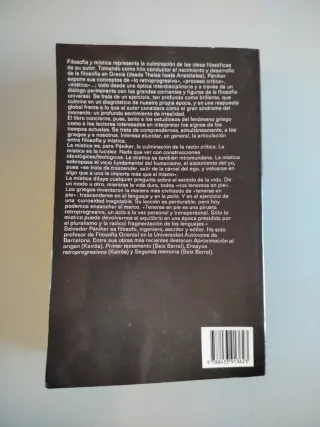 Filosofía y mística representa la culminación de las ideas filosóficas
de su autor. Tomando como hilo conductor el nacimiento y desarrollo
de la filosofía en Grecia (desde Thales hasta Aristóteles), Pániker
expone sus conceptos de «lo retroprogresivo», «proceso crítico»,
«mística»...; todo desde una óptica interdisciplinaria y a través de un
diálogo permanente con las grandes corrientes y figuras de la filosofía
universal. Se trata de un ejercicio, tan profundo como brillante, que
culmina en un diagnóstico de nuestra propia época, y en una respuesta
global frente a lo que el autor considera como el gran síndrome del
momento: un profundo sentimiento de irrealidad.
El libro concierne, pues, tanto a los estudiosos del fenómeno griego
como a los lectores interesados en interpretar los signos de los
tiempos actuales. Se trata de comprendernos, simultáneamente, a los
griegos y a nosotros. Interesa elucidar, en general, la articulación
entre filosofía y mística.
La mística es, para Pániker, la culminación de la razón crítica. La
mística es la lucidez. Nada que ver con construcciones
ideológicas/teológicas. La mística es también intramundana. La mística
sobrepasa el vicio fundamental del humanismo, el aislamiento del yo,
pues «se trata de trascender, salir de la cárcel del ego, y volcarse en
algo que a uno le importe más que sí mismo».
La mística diluye cualquier pregunta sobre el sentido de la vida. De
un modo u otro, mientras la vida dura, todo «los tenemos en pie».
Los griegos inventaron la manera más civilizada de «tenerse en
pie», trascenderse en el lenguaje y en la polis. Y en el ejercicio de
una curiosidad inagotable. Su lección es perdurable; pero hoy
podemos ensanchar el marco: «Tenerse en pie es una pirueta
retroprogresiva, un acto a la vez personal y transpersonal. Sólo lo
místico puede devolvernos el equilibrio en una época presidida por
el pluralismo y la radical fragmentación de los lenguajes.»
Salvador Pániker es filósofo, ingeniero, escritor y editor. Ha
sido profesor de Filosofía Oriental en la Universidad Autónoma de
Barcelona. Entre sus obras más recientes destacan Aproximación al
origen (Kairós), Primer testamento (Seix Barral), Ensayos
retroprogresivos (Kairós) y Segunda memoria (Seix Barral).